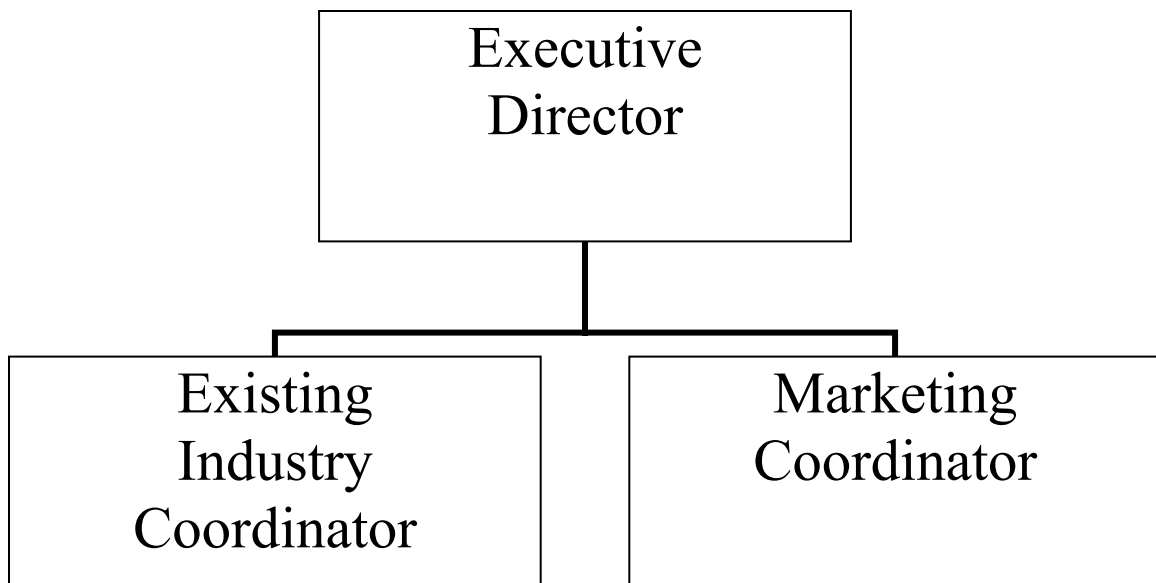 Executive
Director
Existing
Industry
Coordinator
Marketing
Coordinator